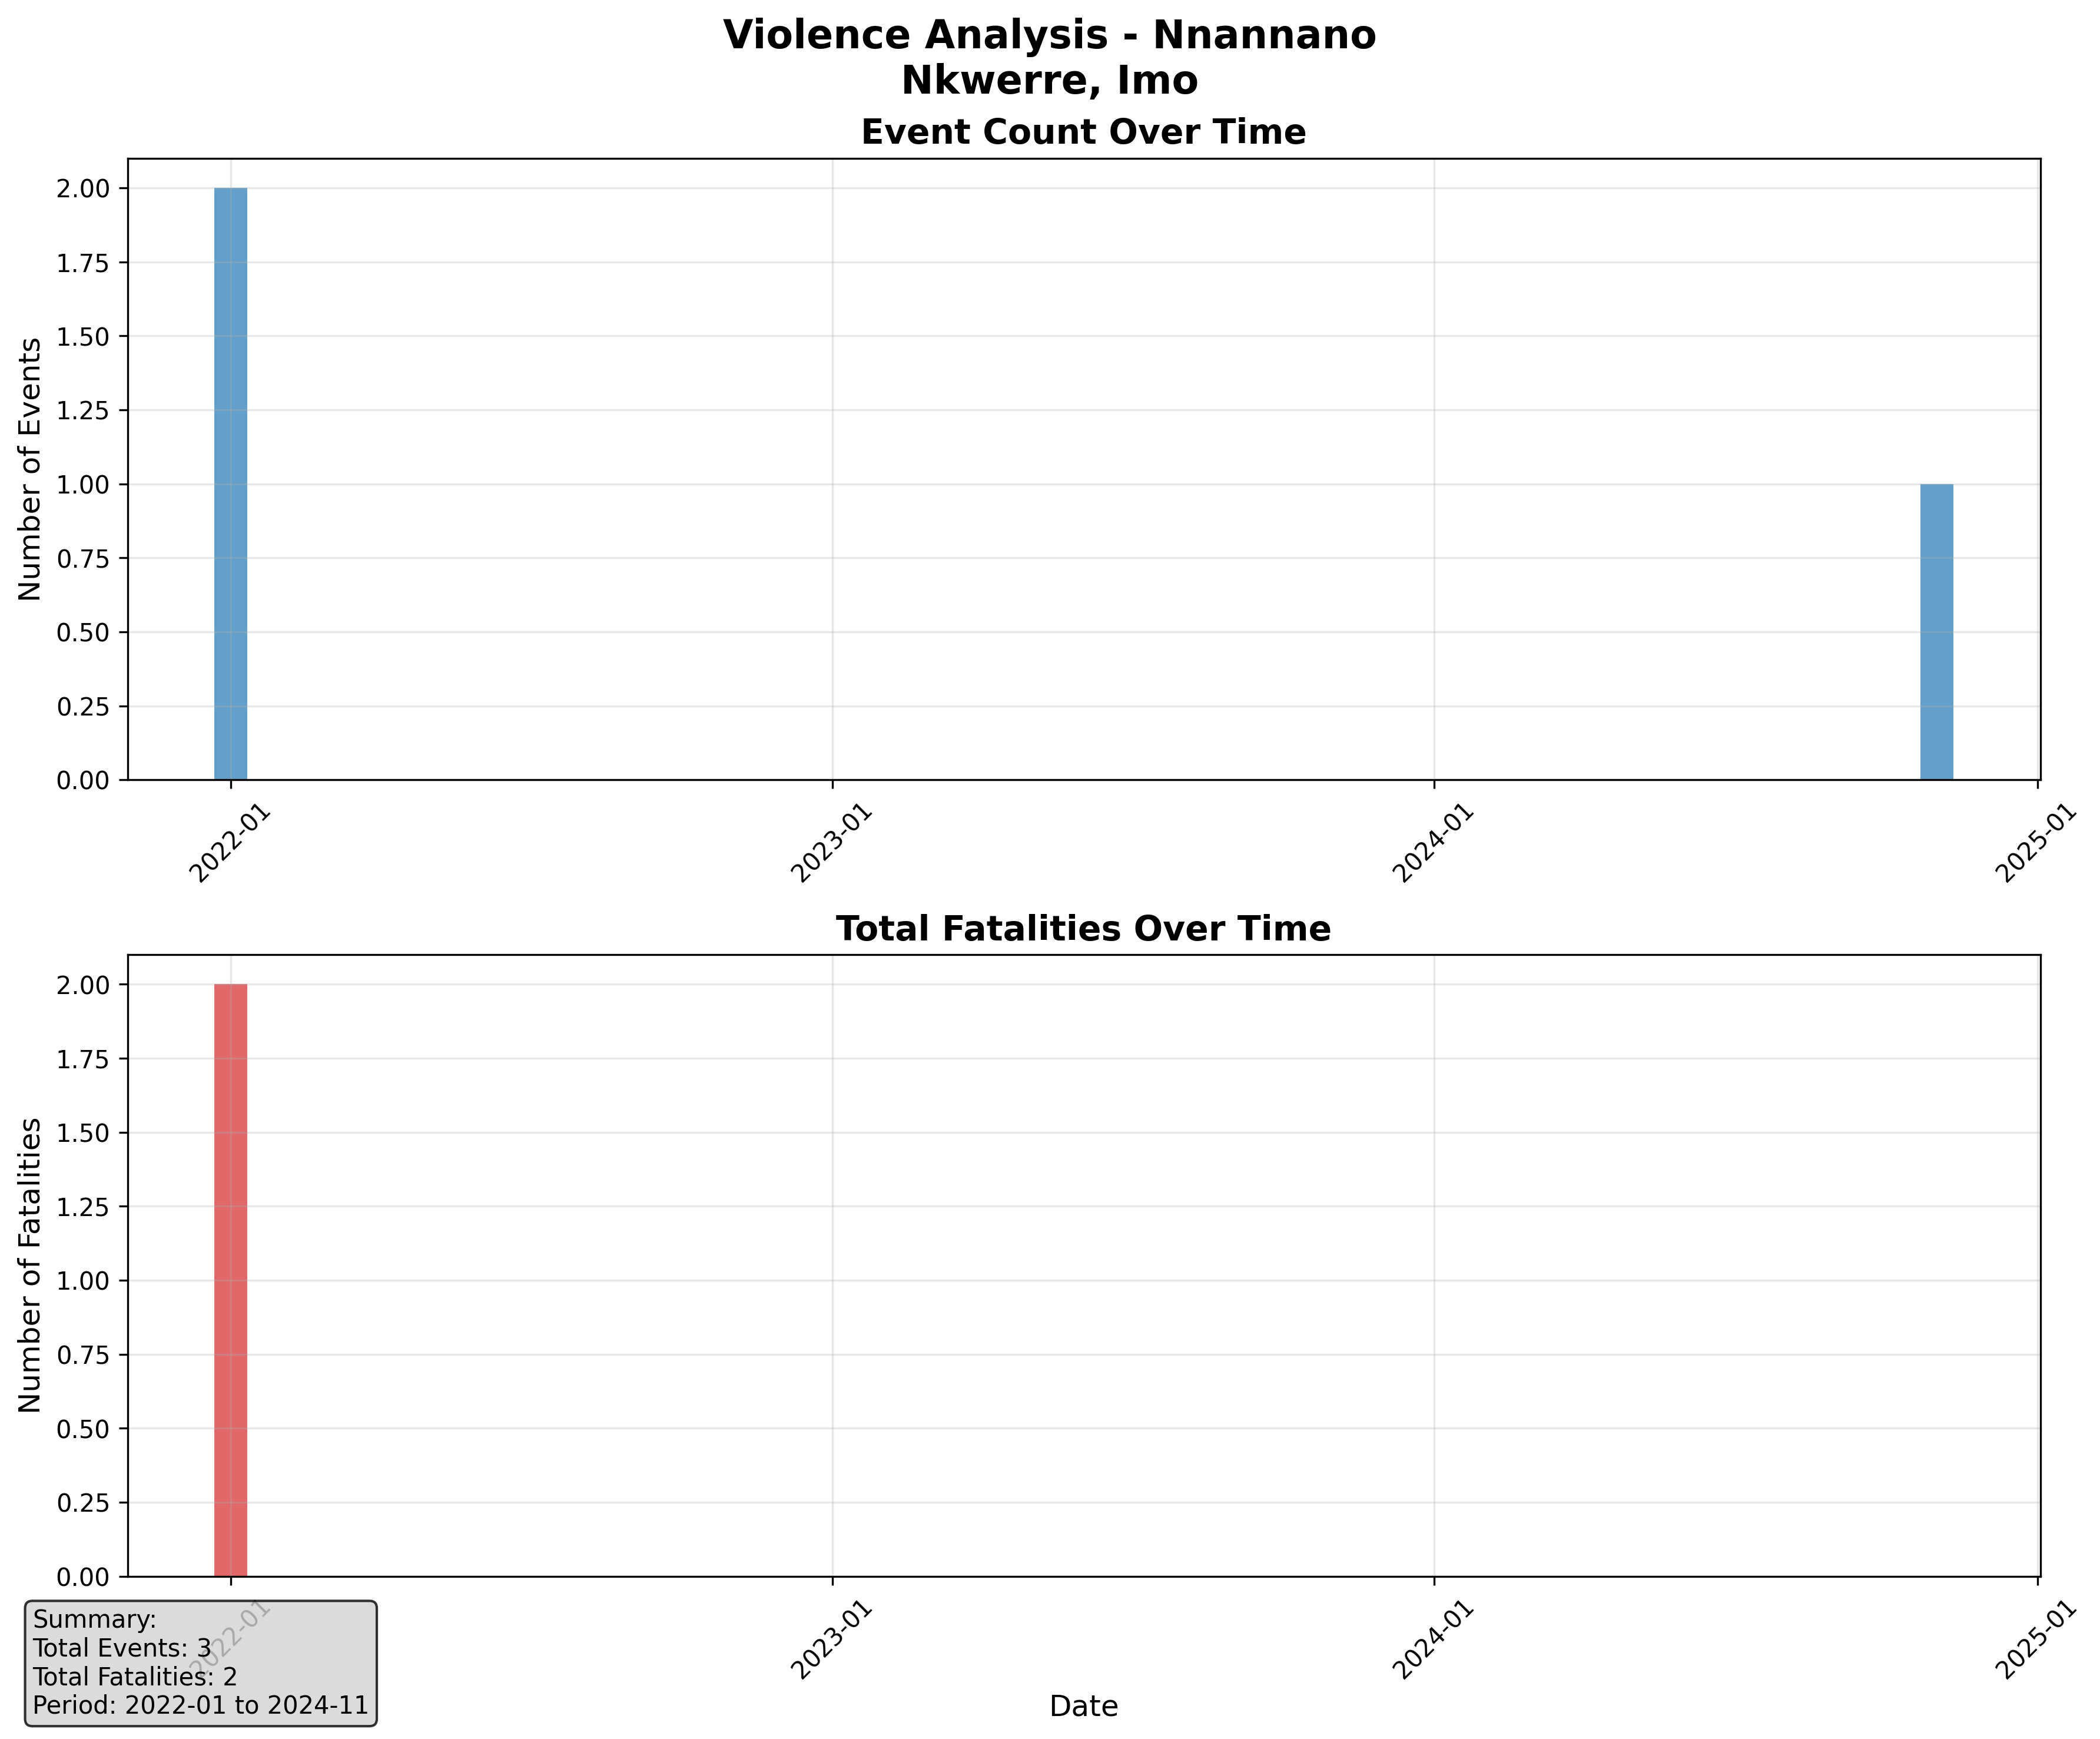 Violence Analysis - Nnannano
Nkwerre, Imo
Event Count Over Time
Number of Events
2.00
1.75
1.50
1.25
1.00
0.75
0.50
0.25
0.00
2022-01
2023-01
2024-01
2025-01
Total Fatalities Over Time
Number of Fatalities
2.00
1.75
1.50
1.25
1.00
0.75
0.50
0.25
0.00
2022-01
2023-01
2024-01
2025-01
Date
Summary:
Total Events: 3
Total Fatalities: 2
Period: 2022-01 to 2024-11